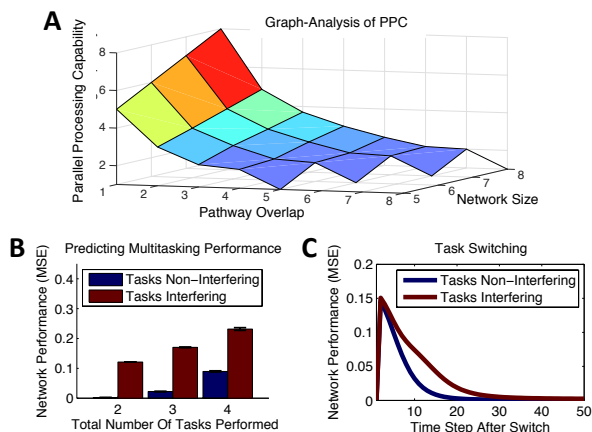 A
Graph-Analysis of PPC
Parallel Processing Capability
8
6
4
2
1
2
3
4
5
6
7
8
Pathway Overlap
5
6
7
8
Network Size
B
Predicting Multitasking Performance
Network Performance (MSE)
0.4
0.3
0.2
0.1
0
Tasks Non-Interfering
Tasks Interfering
2
3
4
Total Number Of Tasks Performed
C
Task Switching
Network Performance (MSE)
0.2
0.15
0.1
0.05
0
Tasks Non-Interfering
Tasks Interfering
10
20
30
40
50
Time Step After Switch